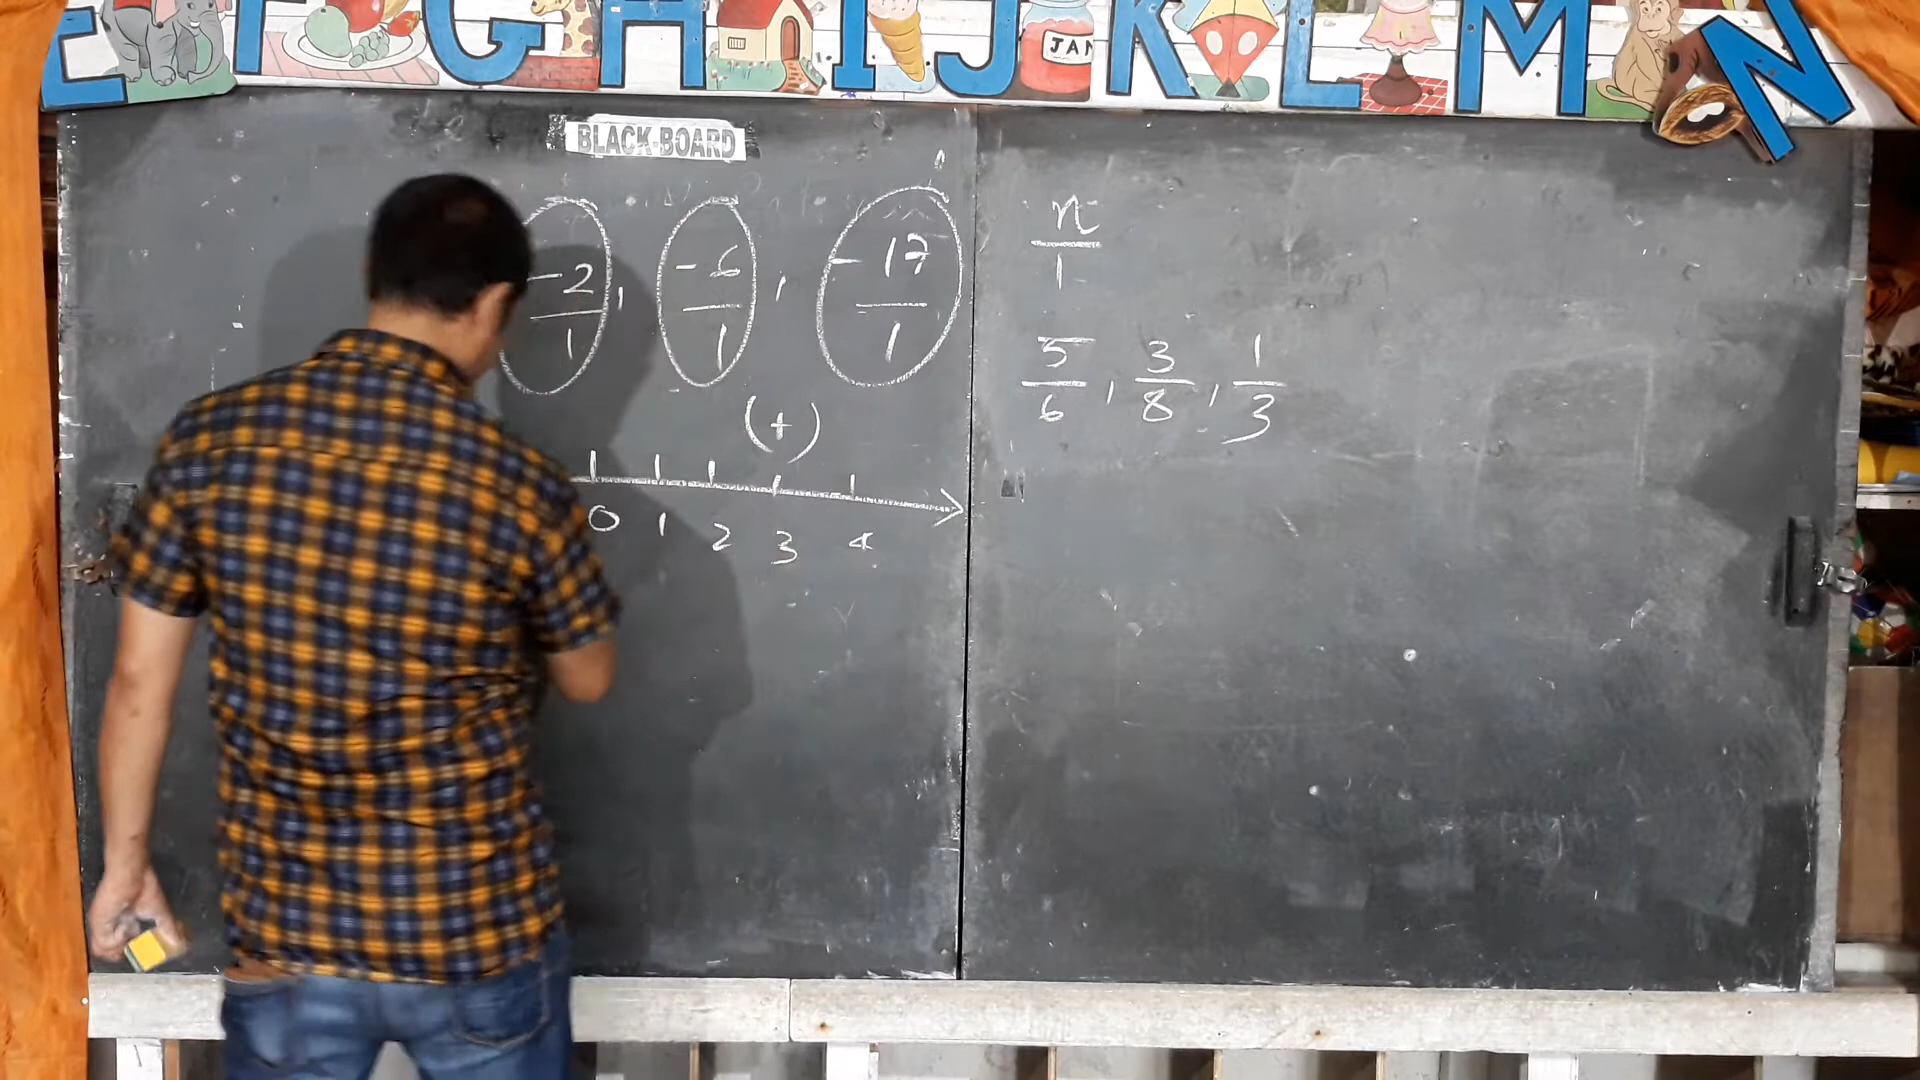 E F G H I J K L M N
JAM
BLACK BOARD
-2/1, -6/1, -17/1
(+)
0 1 2 3 4
n/1
5/6, 3/8, 1/3